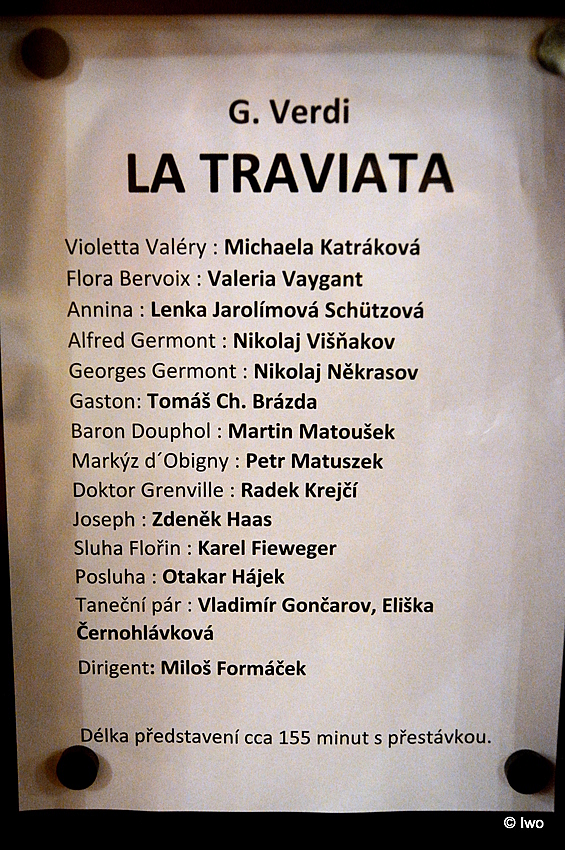 G. Verdi
LA TRAVIATA
Violetta Valéry : Michaela Katráková
Flora Bervoix : Valeria Vaygant
Annina : Lenka Jarolímová Schützová
Alfred Germont : Nikolaj Višňakov
Georges Germont : Nikolaj Někrasov
Gaston: Tomáš Ch. Brázda
Baron Douphol : Martin Matoušek
Markýz d´Obigny : Petr Matuszek
Doktor Grenville : Radek Krejčí
Joseph : Zdeněk Haas
Sluha Flořin : Karel Fieweger
Posluha : Otakar Hájek
Taneční pár : Vladimír Gončarov, Eliška
Černohlávková
Dirigent: Miloš Formáček
Délka představení cca 155 minut s přestávkou.
© Iwo